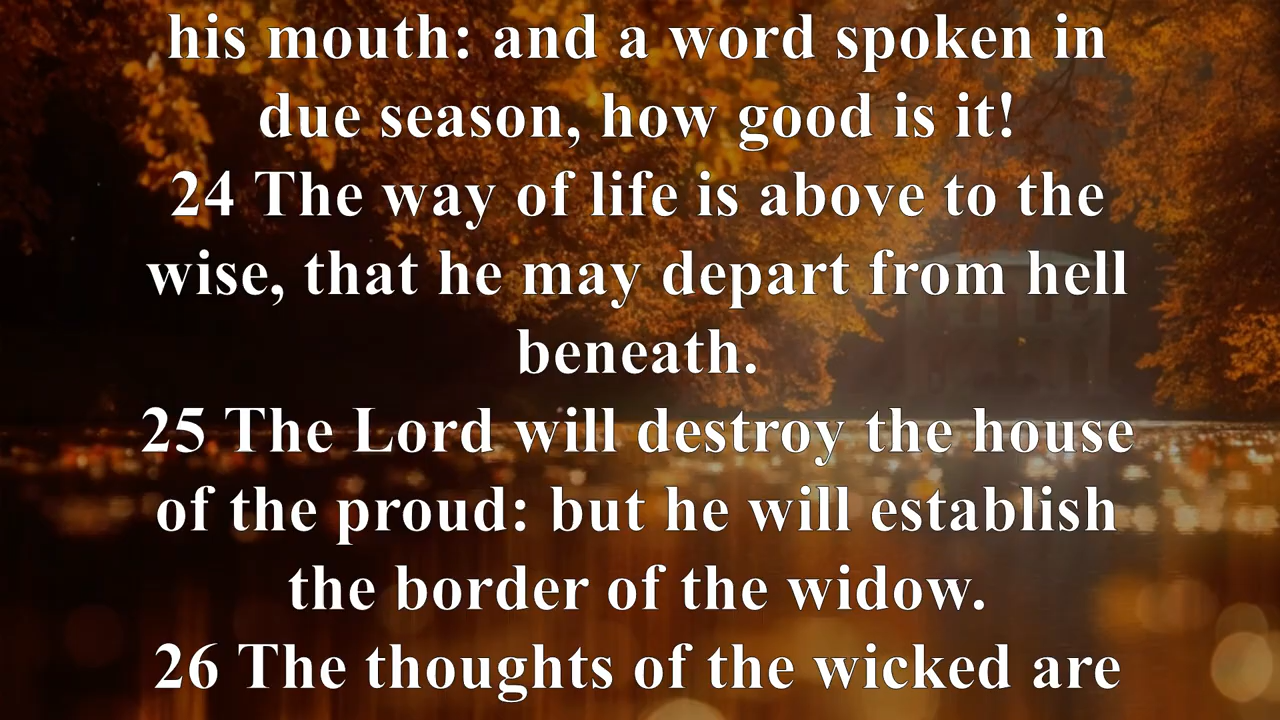 his mouth: and a word spoken in
due season, how good is it!
24 The way of life is above to the
wise, that he may depart from hell
beneath.
25 The Lord will destroy the house
of the proud: but he will establish
the border of the widow.
26 The thoughts of the wicked are